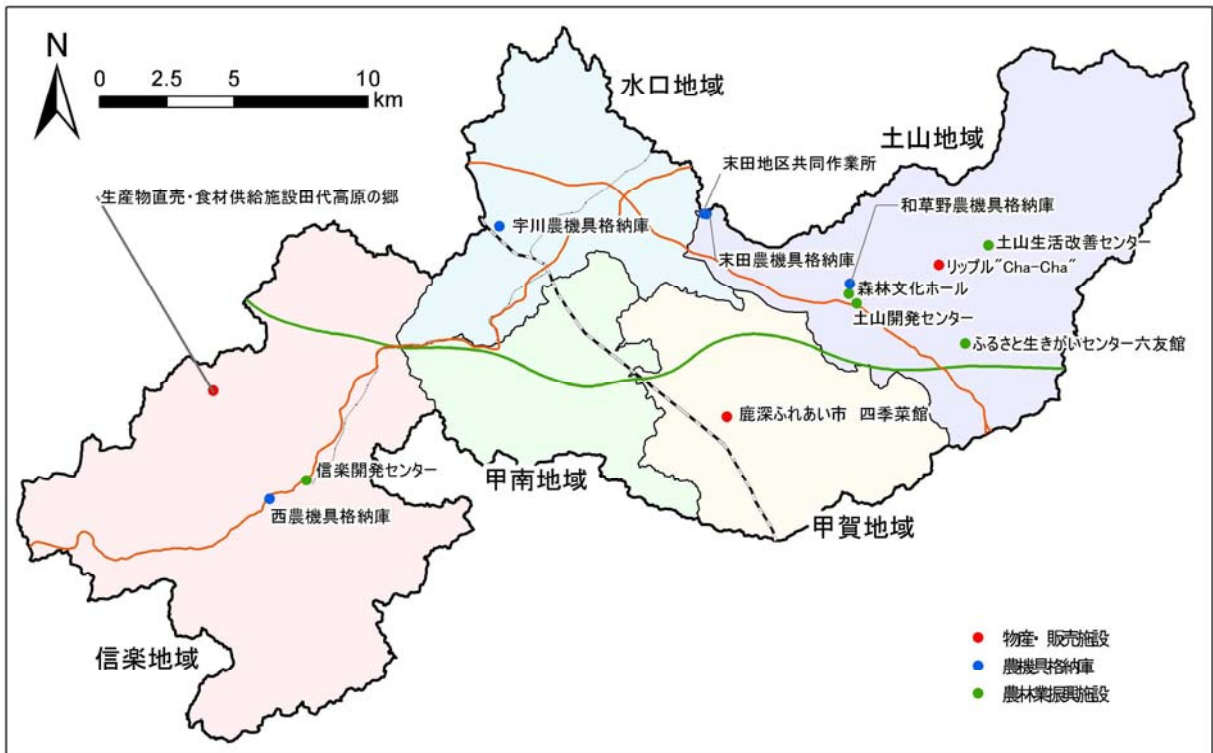 N
0 2.5 5 10
km
水口地域
土山地域
末田地区共同作業所
生産物直売・食材供給施設田代高原の郷
和草野農機具格納庫
宇川農機具格納庫
土山生活改善センター
末田農機具格納庫
リップル"Cha-Cha"
森林文化ホール
土山開発センター
ふるさと生きがいセンター六友館
鹿深ふれあい市 四季菜館
信楽開発センター
甲南地域
西農機具格納庫
甲賀地域
信楽地域
物産・販売施設
農機具格納庫
農林業振興施設